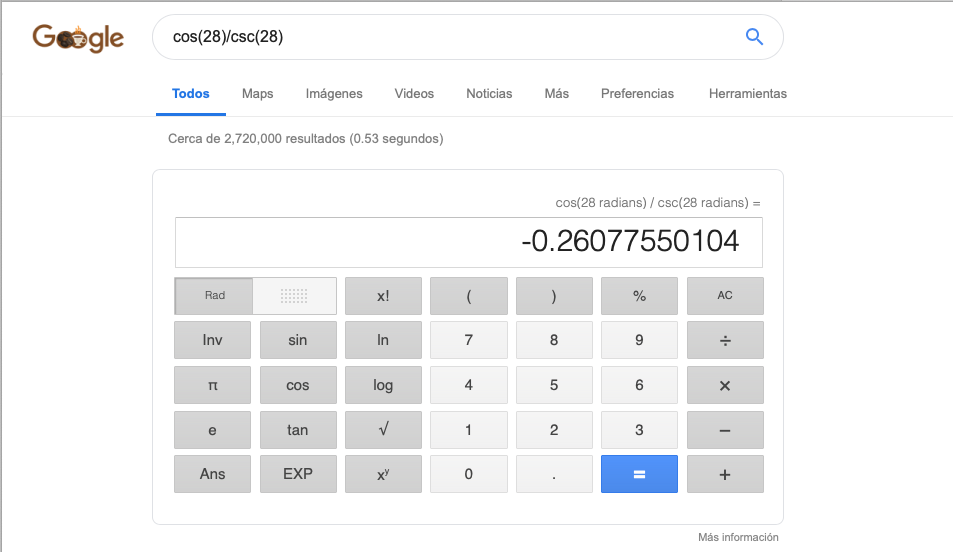 Google
cos(28)/csc(28)
Todos Maps Imágenes Videos Noticias Más Preferencias Herramientas
Cerca de 2,720,000 resultados (0.53 segundos)
cos(28 radians) / csc(28 radians) =
-0.26077550104
Rad x! ( ) % AC
Inv sin ln 7 8 9 ÷
π cos log 4 5 6 ×
e tan √ 1 2 3 −
Ans EXP xʸ 0 . = +
Más información